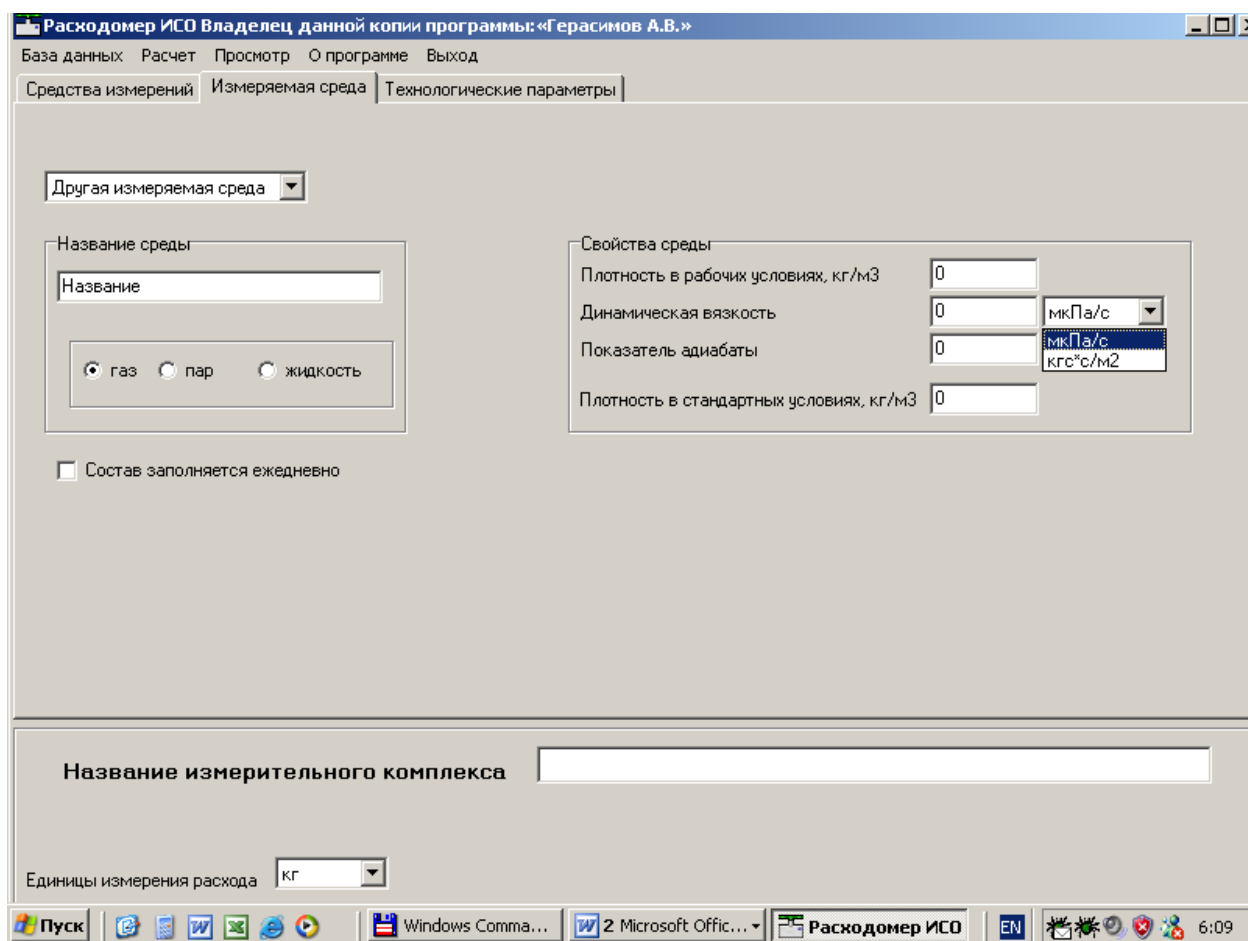 Расходомер ИСО Владелец данной копии программы:«Герасимов А.В.»
База данных Расчет Просмотр О программе Выход
Средства измерений Измеряемая среда Технологические параметры
Другая измеряемая среда
Название среды
Название
газ пар жидкость
Состав заполняется ежедневно
Свойства среды
Плотность в рабочих условиях, кг/м3 0
Динамическая вязкость 0 мкПа/с
мкПа/с
кгс*с/м2
Показатель адиабаты 0
Плотность в стандартных условиях, кг/м3 0
Название измерительного комплекса
Единицы измерения расхода кг
Пуск Windows Comma... 2 Microsoft Offic... Расходомер ИСО EN 6:09